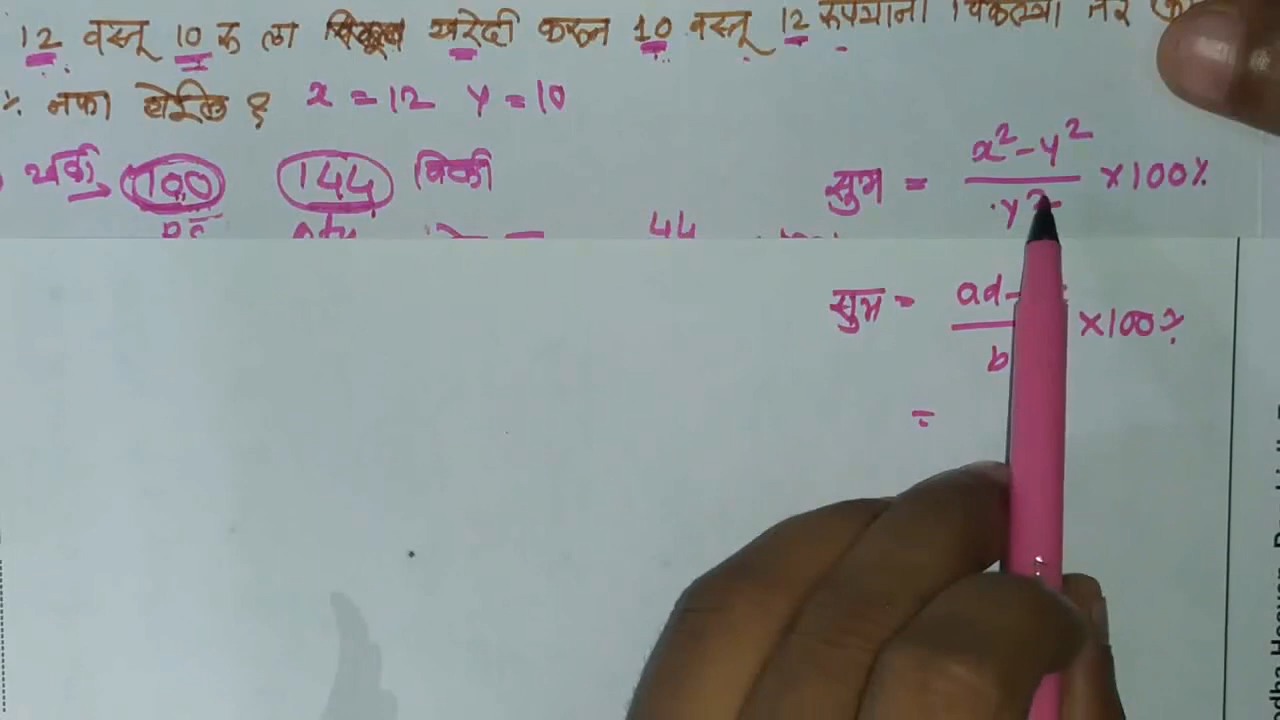 12 वस्तू 10 रु ला खरेदी करून 10 वस्तू 12 रुपयांना विकल्या तर
% नफा होईल ? x = 12 y = 10
खरेदी 100 144 विक्री
सुत्र = x² - y² / y² × 100%
44
सुत्र = ad - / b × 100%
=